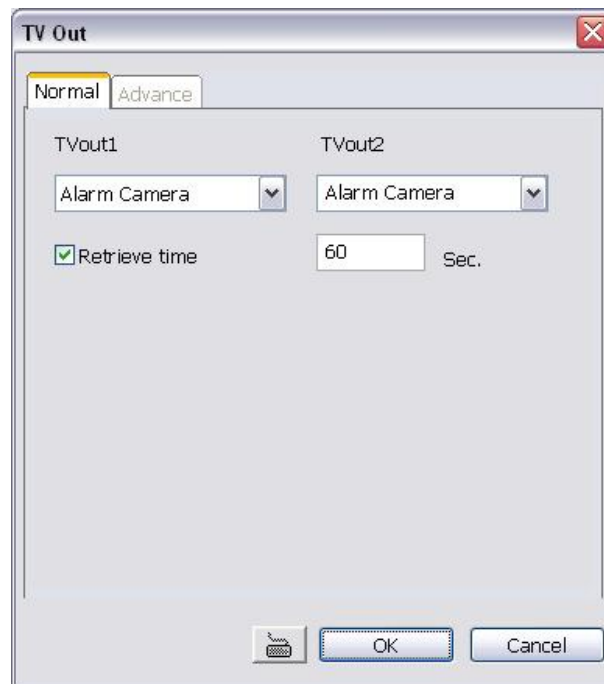 TV Out
Normal Advance
TVout1 TVout2
Alarm Camera Alarm Camera
Retrieve time 60 Sec.
OK Cancel